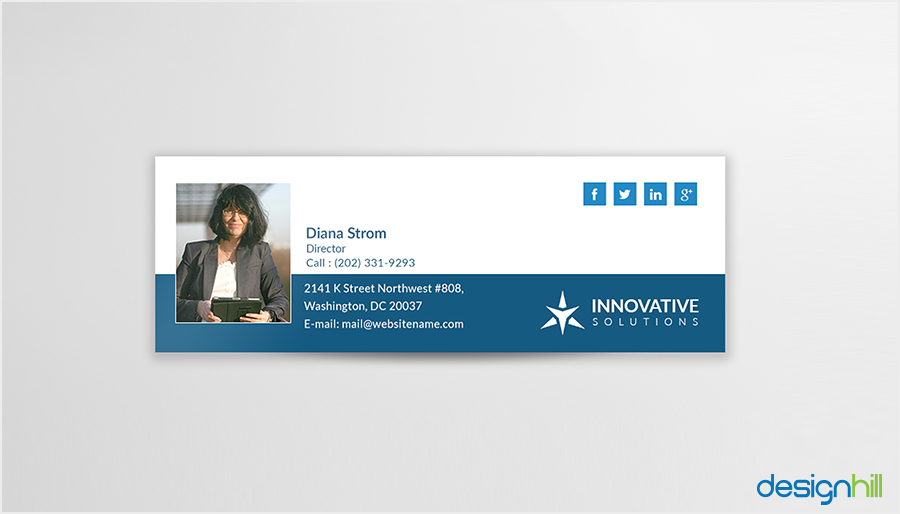 f in g+
Diana Strom
Director
Call : (202) 331-9293
2141 K Street Northwest #808,
Washington, DC 20037
E-mail: mail@websitename.com
INNOVATIVE
SOLUTIONS
designhill